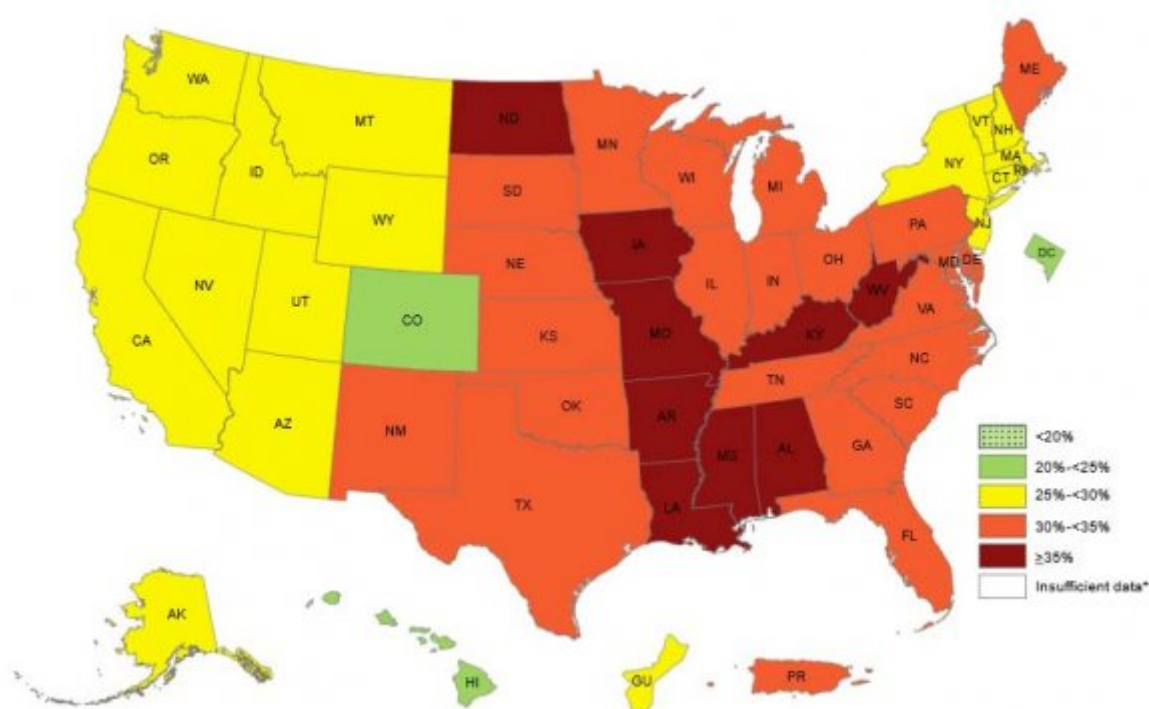 WA
MT
ND
MN
ME
OR
ID
SD
WI
MI
VT
NH
NY
MA
CT
RI
WY
IA
PA
NJ
NE
OH
MD
DE
DC
NV
UT
CO
IL
IN
WV
VA
CA
KS
MO
KY
NC
TN
AZ
NM
OK
AR
SC
MS
AL
GA
TX
LA
FL
<20%
20%-<25%
25%-<30%
30%-<35%
≥35%
Insufficient data*
AK
HI
GU
PR